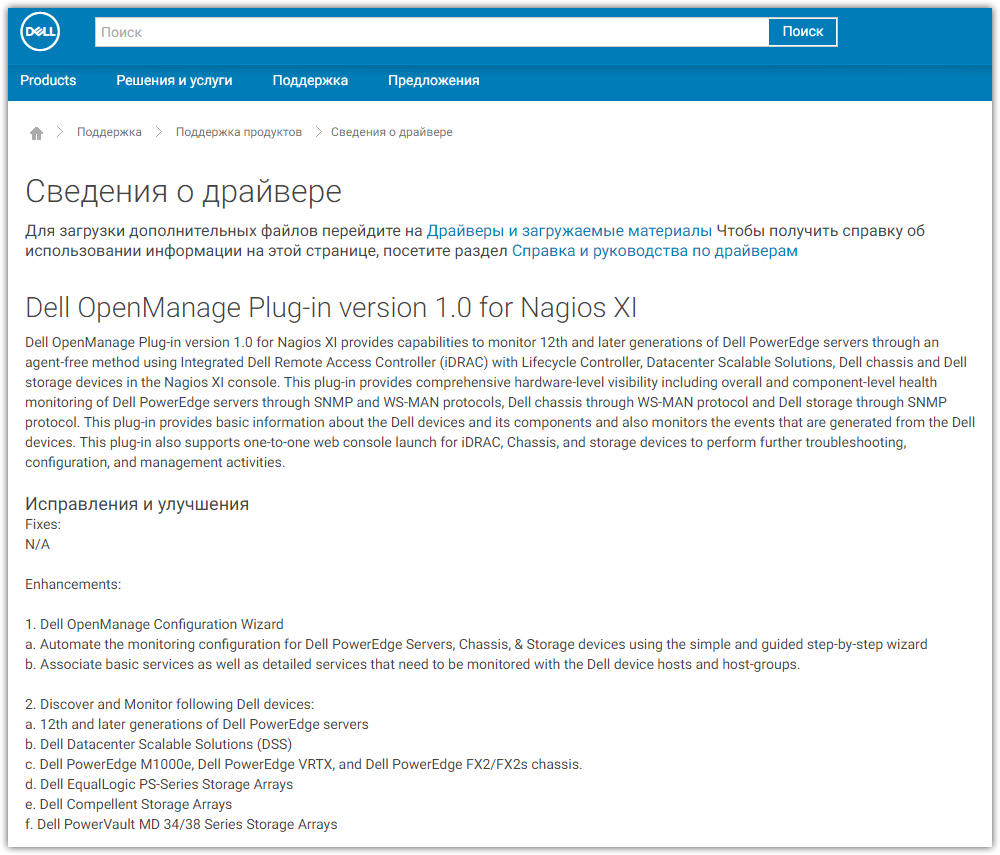 DELL
Поиск
Поиск
Products Решения и услуги Поддержка Предложения
Поддержка Поддержка продуктов Сведения о драйвере
Сведения о драйвере
Для загрузки дополнительных файлов перейдите на Драйверы и загружаемые материалы Чтобы получить справку об
использовании информации на этой странице, посетите раздел Справка и руководства по драйверам
Dell OpenManage Plug-in version 1.0 for Nagios XI
Dell OpenManage Plug-in version 1.0 for Nagios XI provides capabilities to monitor 12th and later generations of Dell PowerEdge servers through an
agent-free method using Integrated Dell Remote Access Controller (iDRAC) with Lifecycle Controller, Datacenter Scalable Solutions, Dell chassis and Dell
storage devices in the Nagios XI console. This plug-in provides comprehensive hardware-level visibility including overall and component-level health
monitoring of Dell PowerEdge servers through SNMP and WS-MAN protocols, Dell chassis through WS-MAN protocol and Dell storage through SNMP
protocol. This plug-in provides basic information about the Dell devices and its components and also monitors the events that are generated from the Dell
devices. This plug-in also supports one-to-one web console launch for iDRAC, Chassis, and storage devices to perform further troubleshooting,
configuration, and management activities.
Исправления и улучшения
Fixes:
N/A
Enhancements:
1. Dell OpenManage Configuration Wizard
a. Automate the monitoring configuration for Dell PowerEdge Servers, Chassis, & Storage devices using the simple and guided step-by-step wizard
b. Associate basic services as well as detailed services that need to be monitored with the Dell device hosts and host-groups.
2. Discover and Monitor following Dell devices:
a. 12th and later generations of Dell PowerEdge servers
b. Dell Datacenter Scalable Solutions (DSS)
c. Dell PowerEdge M1000e, Dell PowerEdge VRTX, and Dell PowerEdge FX2/FX2s chassis.
d. Dell EqualLogic PS-Series Storage Arrays
e. Dell Compellent Storage Arrays
f. Dell PowerVault MD 34/38 Series Storage Arrays